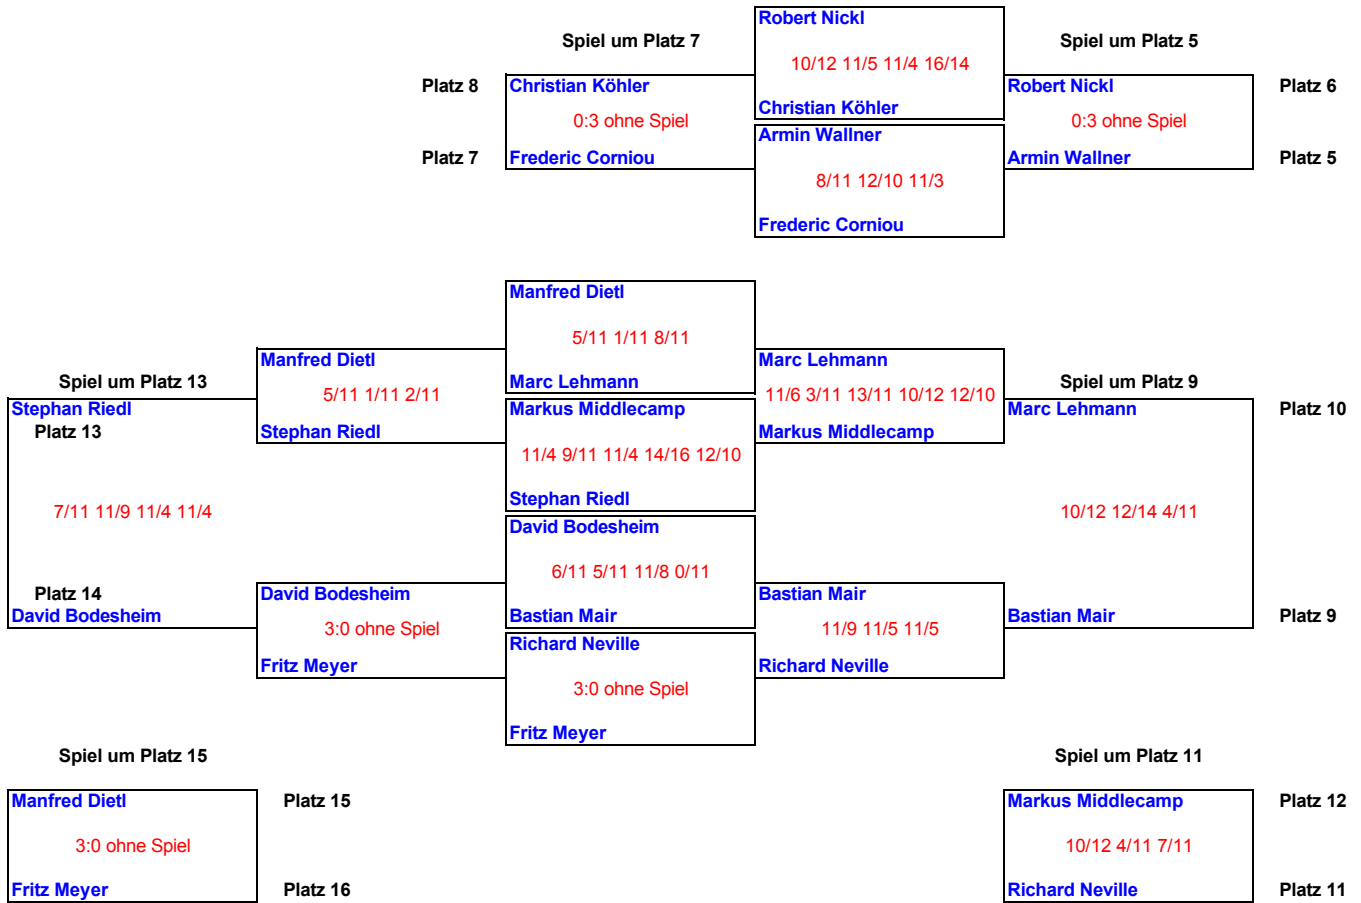 Robert Nickl
Spiel um Platz 7
Spiel um Platz 5
10/12 11/5 11/4 16/14
Platz 8
Christian Köhler
Robert Nickl
Platz 6
Christian Köhler
0:3 ohne Spiel
0:3 ohne Spiel
Armin Wallner
Platz 7
Frederic Corniou
Armin Wallner
Platz 5
8/11 12/10 11/3
Frederic Corniou
Manfred Dietl
5/11 1/11 8/11
Manfred Dietl
Marc Lehmann
Spiel um Platz 13
Marc Lehmann
Spiel um Platz 9
5/11 1/11 2/11
11/6 3/11 13/11 10/12 12/10
Stephan Riedl
Markus Middlecamp
Marc Lehmann
Platz 10
Platz 13
Stephan Riedl
Markus Middlecamp
11/4 9/11 11/4 14/16 12/10
Stephan Riedl
7/11 11/9 11/4 11/4
10/12 12/14 4/11
David Bodesheim
6/11 5/11 11/8 0/11
Platz 14
David Bodesheim
Bastian Mair
David Bodesheim
Bastian Mair
Bastian Mair
Platz 9
3:0 ohne Spiel
11/9 11/5 11/5
Richard Neville
Fritz Meyer
Richard Neville
3:0 ohne Spiel
Fritz Meyer
Spiel um Platz 15
Spiel um Platz 11
Manfred Dietl
Platz 15
Markus Middlecamp
Platz 12
3:0 ohne Spiel
10/12 4/11 7/11
Fritz Meyer
Platz 16
Richard Neville
Platz 11